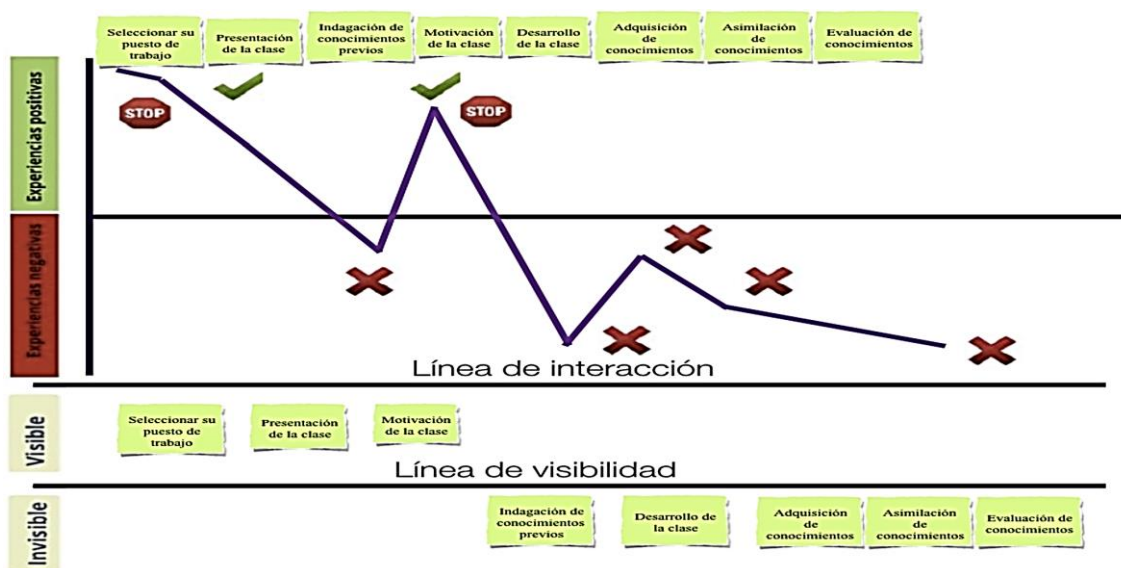 Seleccionar su
puesto de
trabajo
Presentación
de la clase
Indagación de
conocimientos
previos
Motivación
de la clase
Desarrollo de
la clase
Adquisición
de
conocimientos
Asimilación
de
conocimientos
Evaluación de
conocimientos
Experiencias positivas
STOP
STOP
Experiencias negativas
Línea de interacción
Visible
Seleccionar su
puesto de
trabajo
Presentación
de la clase
Motivación
de la clase
Línea de visibilidad
Invisible
Indagación de
conocimientos
previos
Desarrollo de
la clase
Adquisición
de
conocimientos
Asimilación
de
conocimientos
Evaluación de
conocimientos